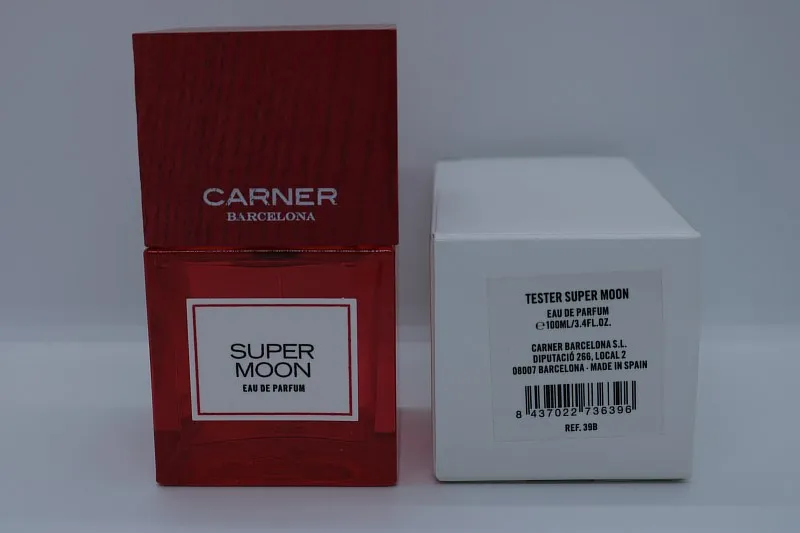 CARNER
BARCELONA
SUPER
MOON
EAU DE PARFUM
TESTER SUPER MOON
EAU DE PARFUM
℮100ML/3.4FL.OZ.
CARNER BARCELONA S.L.
DIPUTACIÓ 266, LOCAL 2
08007 BARCELONA - MADE IN SPAIN
8 437022 736396
REF. 39B